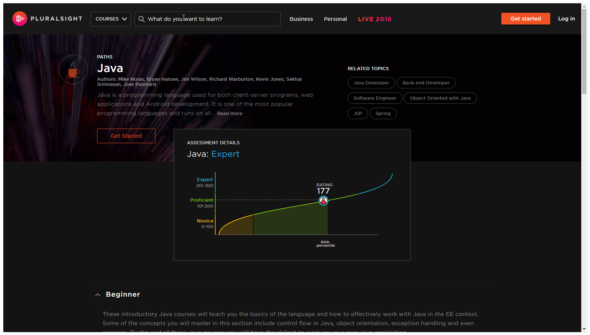 PLURALSIGHT
COURSES
What do you want to learn?
Business
Personal
LIVE 2018
Get started
Log in
PATHS
Java
Authors: Mike Nolan, Bryan Hansen, Jim Wilson, Richard Warburton, Kevin Jones, Sekhar
Srinivasan, Jose Paumard
Java is a programming language used for both client-server programs, web
applications and Android development. It is one of the most popular
programming languages and runs on all... Read more
Get Started
RELATED TOPICS
Java Developer
Back end Developer
Software Engineer
Object Oriented with Java
JSP
Spring
ASSESSMENT DETAILS
Java: Expert
Expert
201-300
Proficient
101-200
Novice
0-100
RATING
177
percentile
Beginner
These introductory Java courses will teach you the basics of the language and how to effectively work with Java in the EE context.
Some of the concepts you will master in this section include control flow in Java, object orientation, exception handling and even